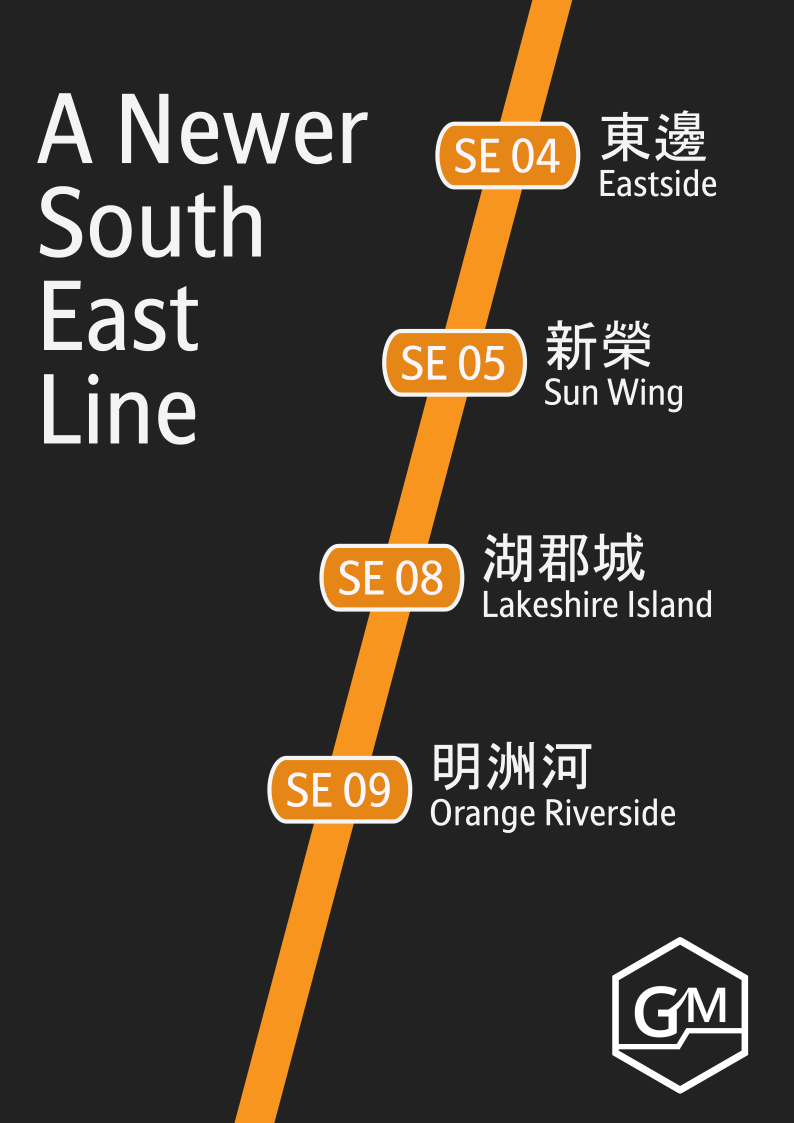 A Newer
South
East
Line
SE 04
東邊
Eastside
SE 05
新榮
Sun Wing
SE 08
湖郡城
Lakeshire Island
SE 09
明洲河
Orange Riverside
GM